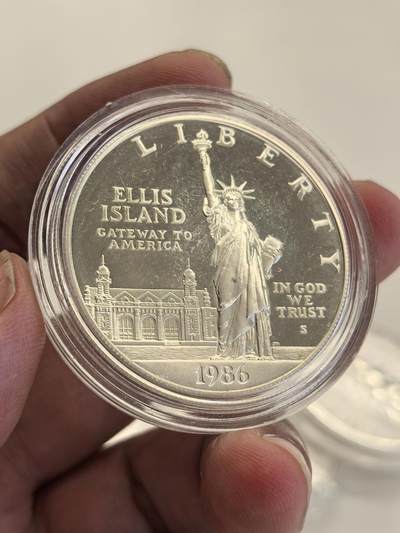 LIBERTY
ELLIS
ISLAND
GATEWAY TO
AMERICA
IN GOD
WE
TRUST
S
1986